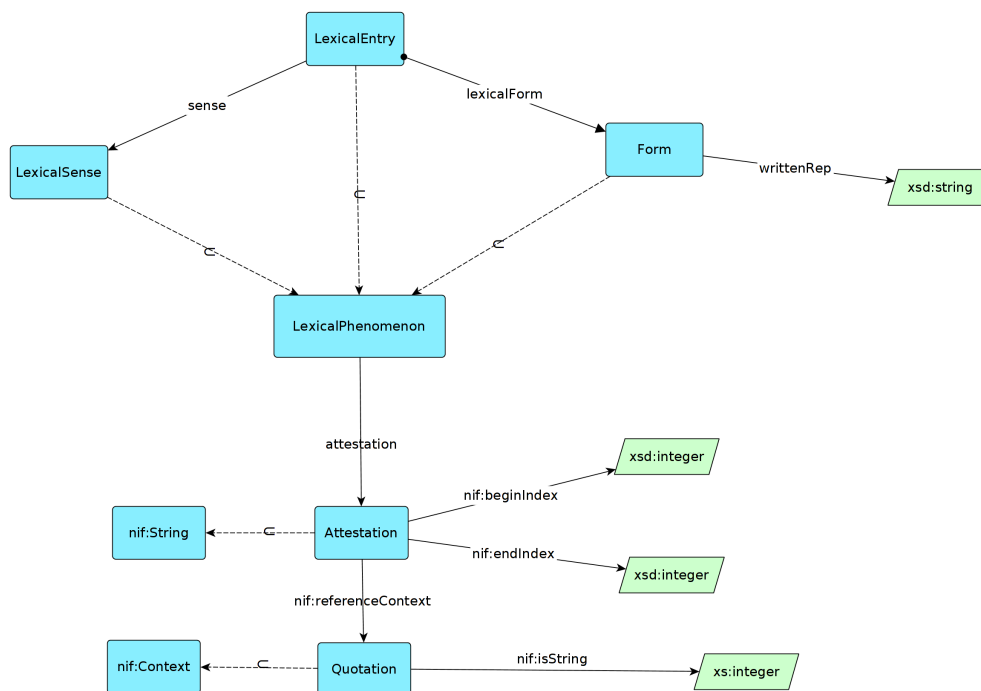 LexicalEntry
lexicalForm
sense
Form
LexicalSense
writtenRep
xsd:string
⊂
⊂
⊂
LexicalPhenomenon
attestation
xsd:integer
nif:beginIndex
nif:String
⊂
Attestation
nif:endIndex
xsd:integer
nif:referenceContext
nif:isString
nif:Context
⊂
Quotation
xs:integer